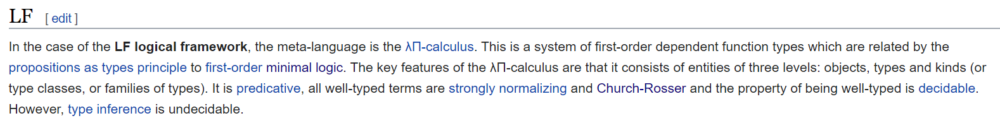 LF [ edit ]
In the case of the LF logical framework, the meta-language is the λΠ-calculus. This is a system of first-order dependent function types which are related by the
propositions as types principle to first-order minimal logic. The key features of the λΠ-calculus are that it consists of entities of three levels: objects, types and kinds (or
type classes, or families of types). It is predicative, all well-typed terms are strongly normalizing and Church-Rosser and the property of being well-typed is decidable.
However, type inference is undecidable.